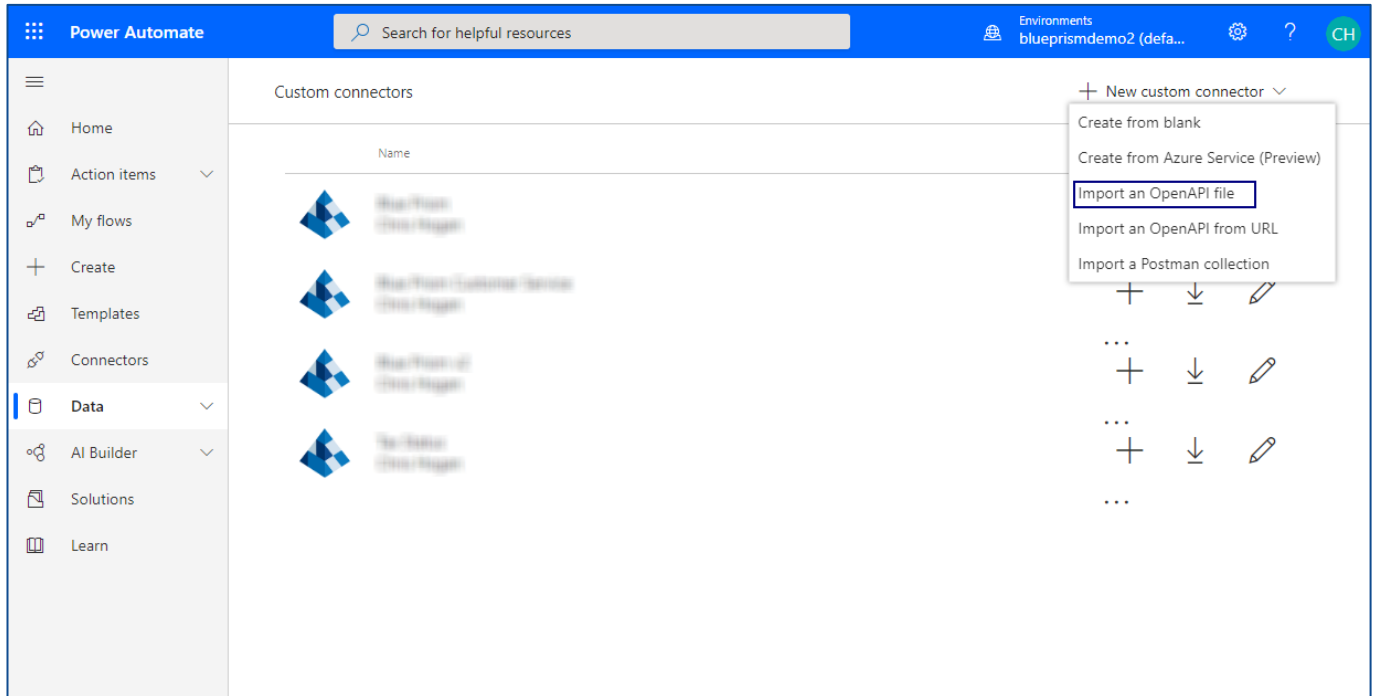 Power Automate
Search for helpful resources
Environments
blueprismdemo2 (defa...
?
CH
Custom connectors
New custom connector
Create from blank
Create from Azure Service (Preview)
Import an OpenAPI file
Import an OpenAPI from URL
Import a Postman collection
Home
Action items
My flows
Create
Templates
Connectors
Data
AI Builder
Solutions
Learn
Name
...
...
...